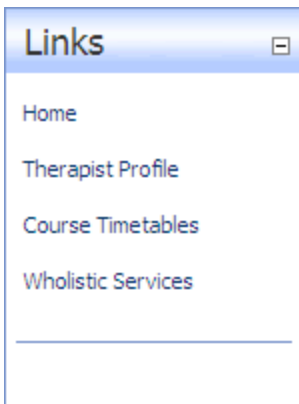 Links
Home
Therapist Profile
Course Timetables
Wholistic Services